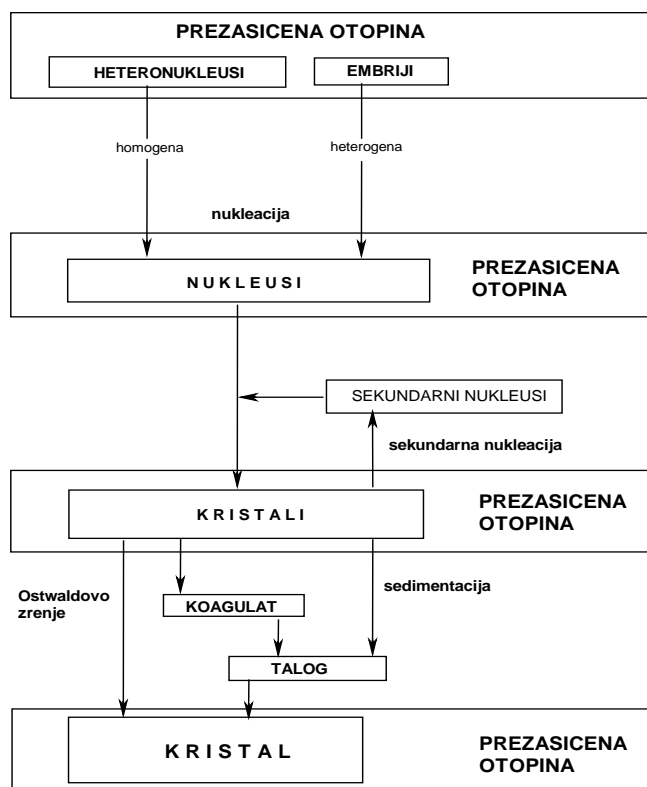 PREZASICENA OTOPINA
HETERONUKLEUSI
EMBRIJI
homogena
heterogena
nukleacija
NUKLEUSI
PREZASICENA
OTOPINA
SEKUNDARNI NUKLEUSI
sekundarna nukleacija
KRISTALI
PREZASICENA
OTOPINA
Ostwaldovo
zrenje
sedimentacija
KOAGULAT
TALOG
KRISTAL
PREZASICENA
OTOPINA